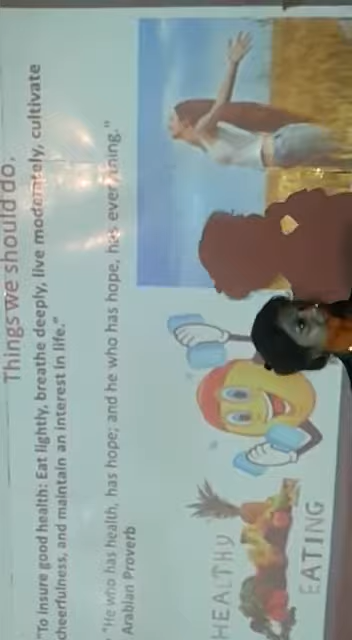 Things we should do.
"To insure good health: Eat lightly, breathe deeply, live moderately, cultivate
cheerfulness, and maintain an interest in life."
"He who has health, has hope; and he who has hope, has everything."
Arabian Proverb
HEALTHY
EATING